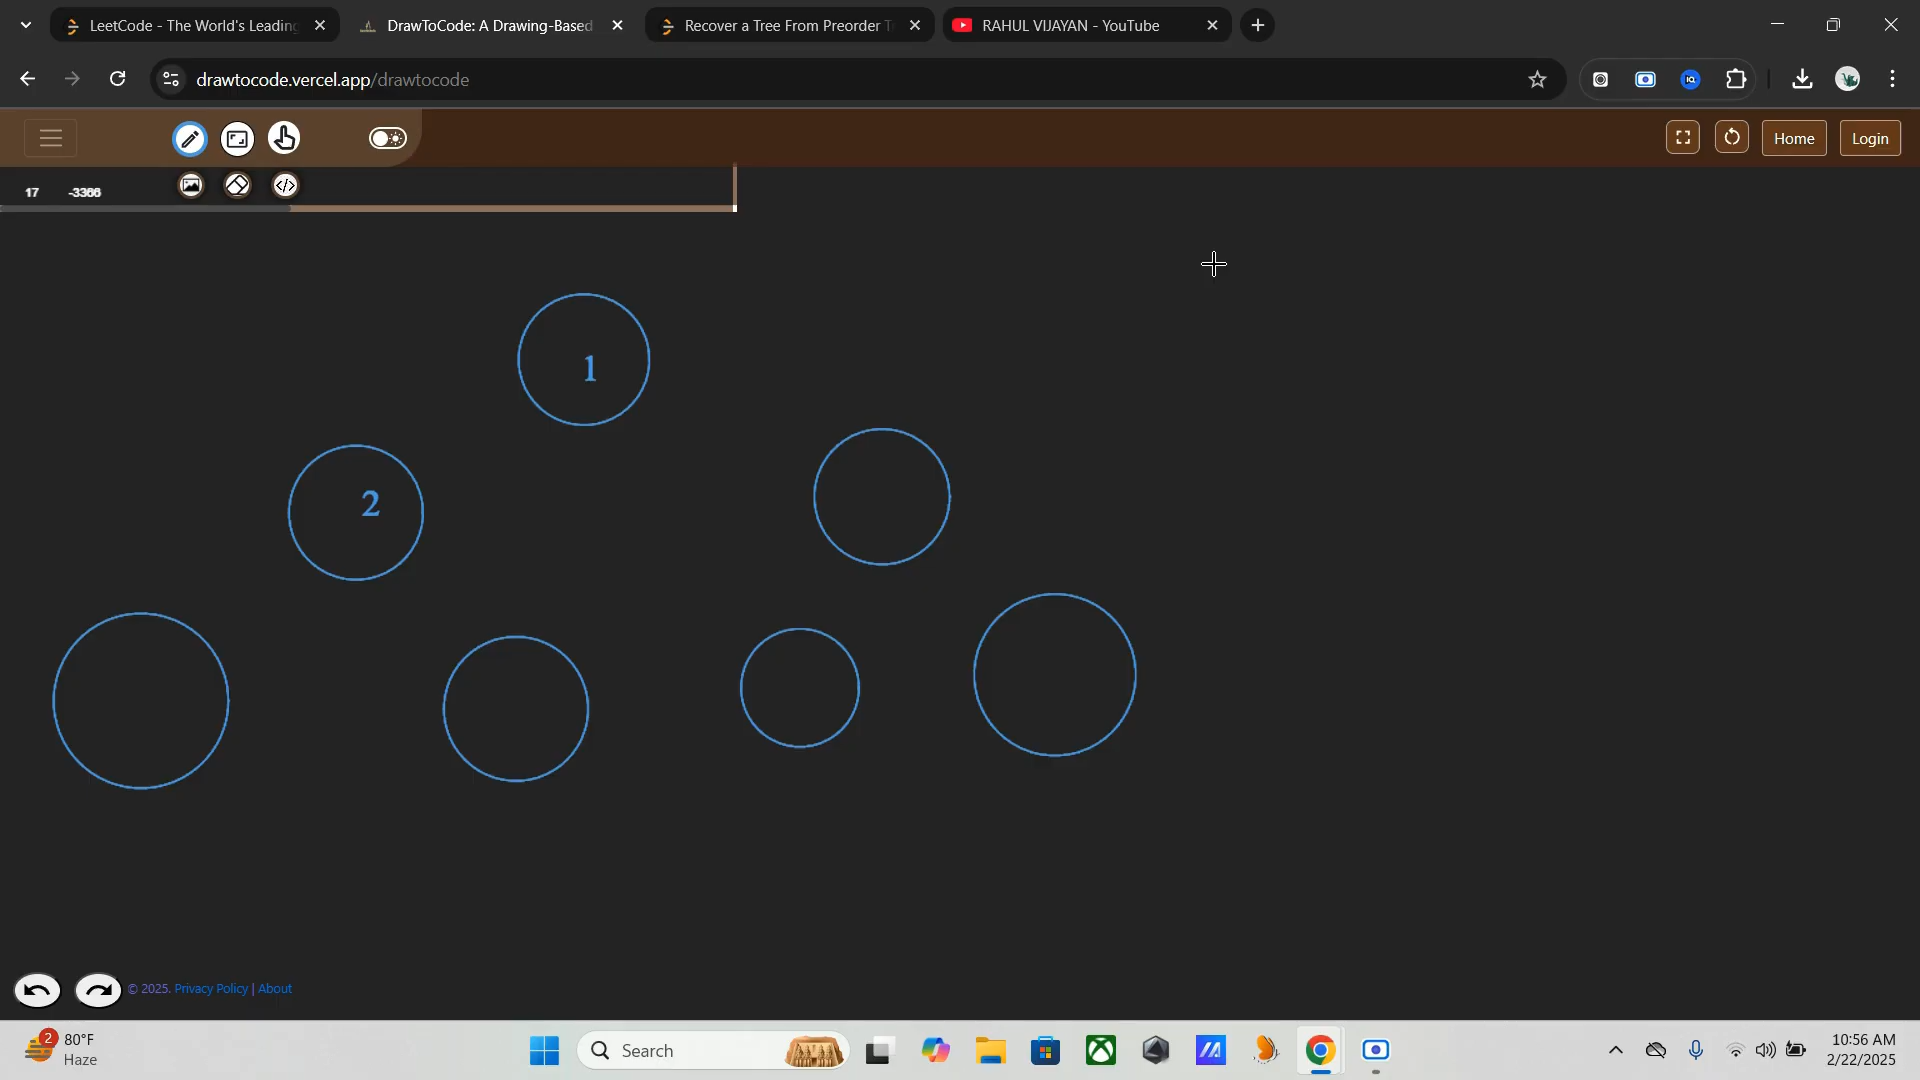 LeetCode - The World's Leading
DrawToCode: A Drawing-Based
Recover a Tree From Preorder T
RAHUL VIJAYAN - YouTube
drawtocode.vercel.app/drawtocode
Home
Login
17 -3366
1
2
© 2025. Privacy Policy | About
2
80°F
Haze
Search
10:56 AM
2/22/2025